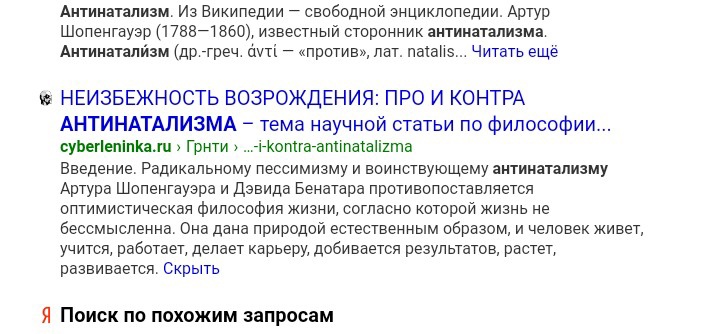 Антинатализм. Из Википедии — свободной энциклопедии. Артур
Шопенгауэр (1788—1860), известный сторонник антинатализма.
Антинатали́зм (др.-греч. ἀντί — «против», лат. natalis... Читать ещё
НЕИЗБЕЖНОСТЬ ВОЗРОЖДЕНИЯ: ПРО И КОНТРА
АНТИНАТАЛИЗМА – тема научной статьи по философии...
cyberleninka.ru › Грнти › …-i-kontra-antinatalizma
Введение. Радикальному пессимизму и воинствующему антинатализму
Артура Шопенгауэра и Дэвида Бенатара противопоставляется
оптимистическая философия жизни, согласно которой жизнь не
бессмысленна. Она дана природой естественным образом, и человек живет,
учится, работает, делает карьеру, добивается результатов, растет,
развивается. Скрыть
Я Поиск по похожим запросам